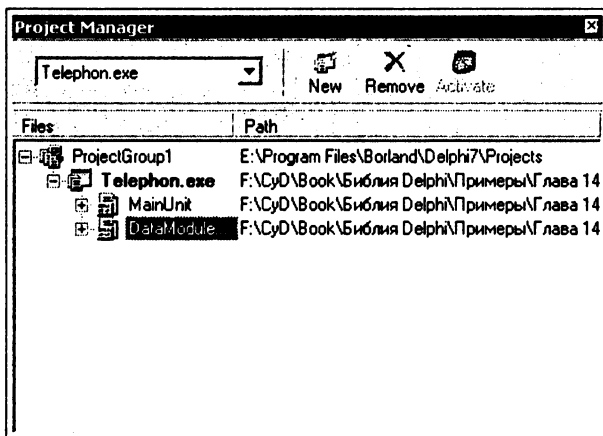 Project Manager
Telephon.exe
New Remove Activate
Files Path
ProjectGroup1 E:\Program Files\Borland\Delphi7\Projects
Telephon.exe F:\CyD\Book\Библия Delphi\Примеры\Глава 14
MainUnit F:\CyD\Book\Библия Delphi\Примеры\Глава 14
DataModule F:\CyD\Book\Библия Delphi\Примеры\Глава 14